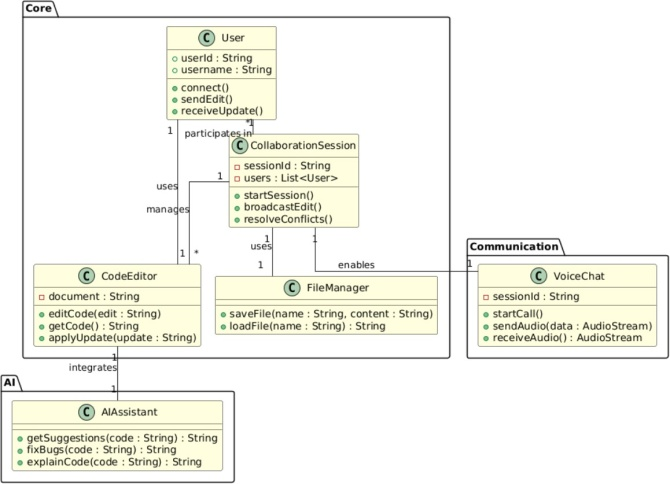 Core
C User
userId : String
username : String
connect()
sendEdit()
receiveUpdate()
1
*
participates in
1
C CollaborationSession
sessionId : String
users : List<User>
startSession()
broadcastEdit()
resolveConflicts()
1
uses
manages
1
*
1
uses
1
1
enables
1
C CodeEditor
document : String
editCode(edit : String)
getCode() : String
applyUpdate(update : String)
C FileManager
saveFile(name : String, content : String)
loadFile(name : String) : String
Communication
C VoiceChat
sessionId : String
startCall()
sendAudio(data : AudioStream)
receiveAudio() : AudioStream
1
integrates
1
AI
C AIAssistant
getSuggestions(code : String) : String
fixBugs(code : String) : String
explainCode(code : String) : String